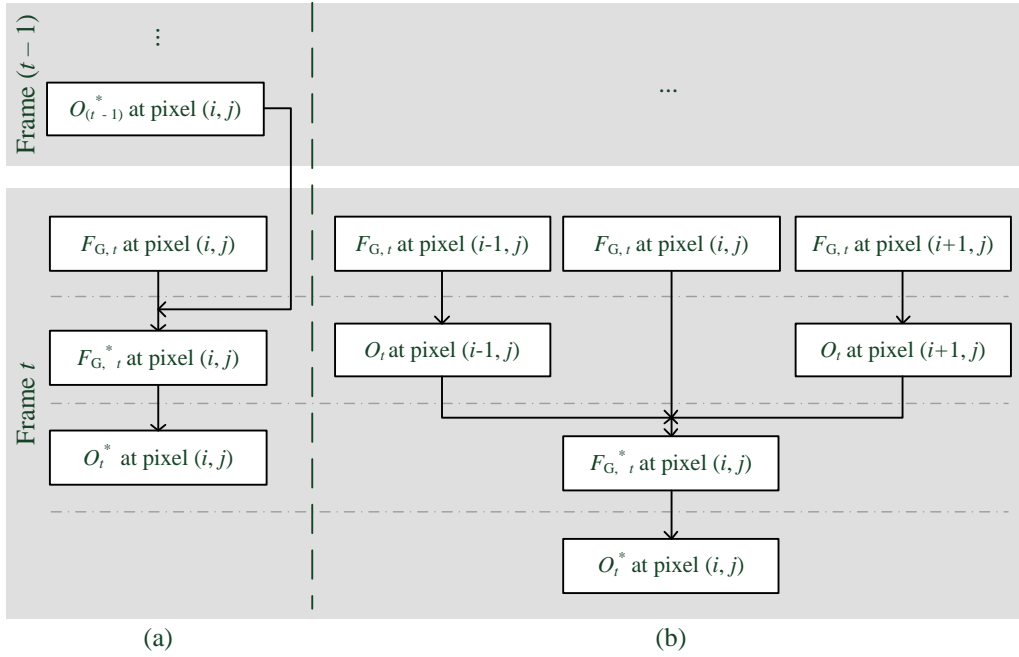 Frame (t – 1)
⋮
O*(t - 1) at pixel (i, j)
...
Frame t
FG, t at pixel (i, j)
FG, t at pixel (i-1, j)
FG, t at pixel (i, j)
FG, t at pixel (i+1, j)
FG,*t at pixel (i, j)
Ot at pixel (i-1, j)
Ot at pixel (i+1, j)
Ot* at pixel (i, j)
FG,*t at pixel (i, j)
Ot* at pixel (i, j)
(a)
(b)